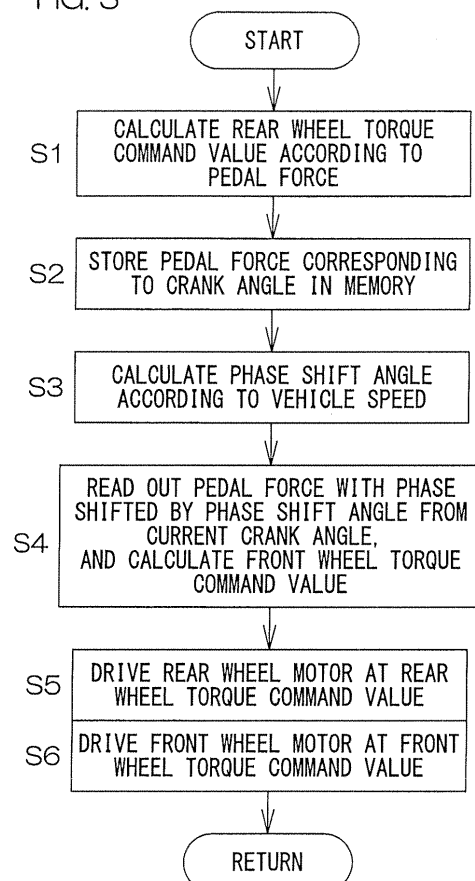 START
S1
CALCULATE REAR WHEEL TORQUE
COMMAND VALUE ACCORDING TO
PEDAL FORCE
S2
STORE PEDAL FORCE CORRESPONDING
TO CRANK ANGLE IN MEMORY
S3
CALCULATE PHASE SHIFT ANGLE
ACCORDING TO VEHICLE SPEED
S4
READ OUT PEDAL FORCE WITH PHASE
SHIFTED BY PHASE SHIFT ANGLE FROM
CURRENT CRANK ANGLE,
AND CALCULATE FRONT WHEEL TORQUE
COMMAND VALUE
S5
DRIVE REAR WHEEL MOTOR AT REAR
WHEEL TORQUE COMMAND VALUE
S6
DRIVE FRONT WHEEL MOTOR AT FRONT
WHEEL TORQUE COMMAND VALUE
RETURN